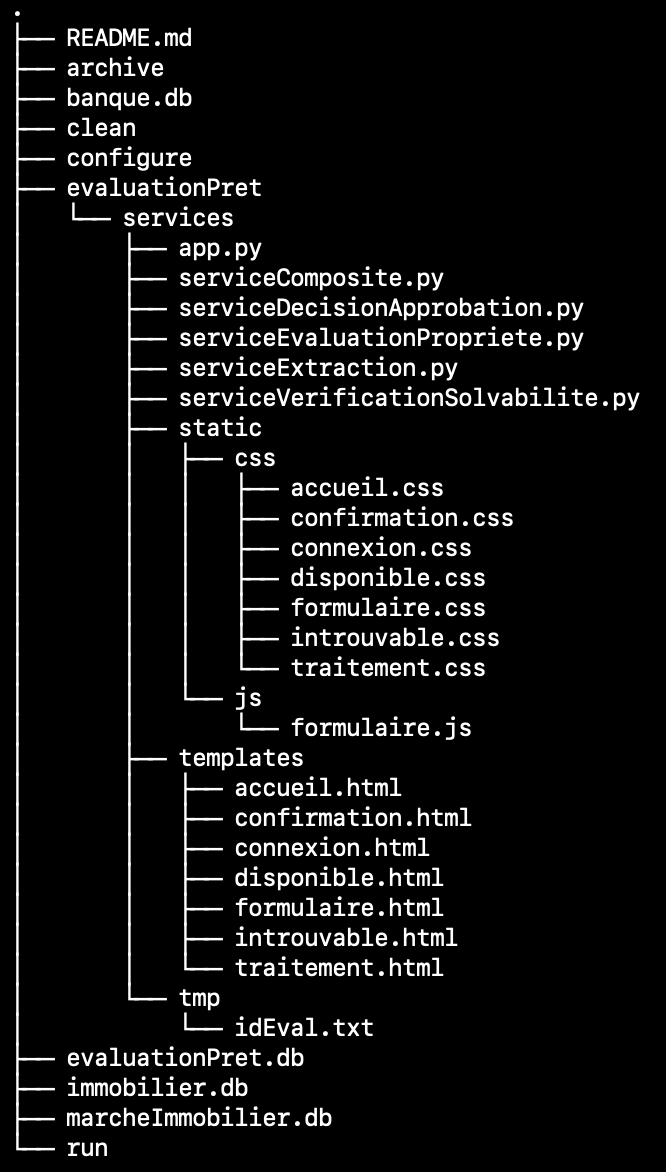 .
├── README.md
├── archive
├── banque.db
├── clean
├── configure
├── evaluationPret
│   └── services
│       ├── app.py
│       ├── serviceComposite.py
│       ├── serviceDecisionApprobation.py
│       ├── serviceEvaluationPropriete.py
│       ├── serviceExtraction.py
│       ├── serviceVerificationSolvabilite.py
│       ├── static
│       │   ├── css
│       │   │   ├── accueil.css
│       │   │   ├── confirmation.css
│       │   │   ├── connexion.css
│       │   │   ├── disponible.css
│       │   │   ├── formulaire.css
│       │   │   ├── introuvable.css
│       │   │   └── traitement.css
│       │   └── js
│       │       └── formulaire.js
│       ├── templates
│       │   ├── accueil.html
│       │   ├── confirmation.html
│       │   ├── connexion.html
│       │   ├── disponible.html
│       │   ├── formulaire.html
│       │   ├── introuvable.html
│       │   └── traitement.html
│       └── tmp
│           └── idEval.txt
├── evaluationPret.db
├── immobilier.db
├── marcheImmobilier.db
└── run